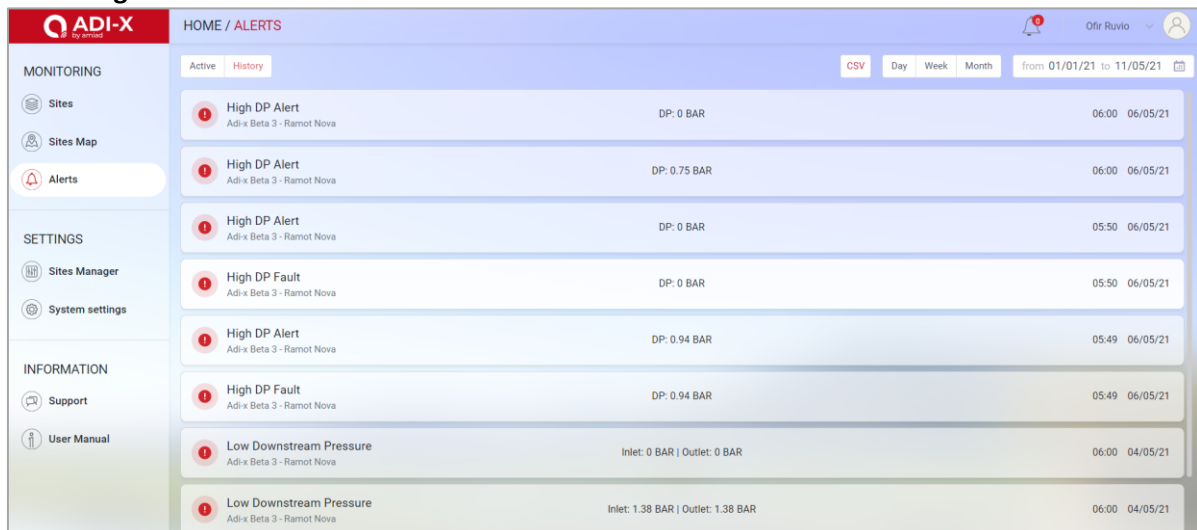 ADI-X
by amiad
HOME / ALERTS
0
Ofir Ruvio
MONITORING
Sites
Sites Map
Alerts
SETTINGS
Sites Manager
System settings
INFORMATION
Support
User Manual
Active History CSV Day Week Month from 01/01/21 to 11/05/21
High DP Alert
Adi-x Beta 3 - Ramot Nova
DP: 0 BAR
06:00 06/05/21
High DP Alert
Adi-x Beta 3 - Ramot Nova
DP: 0.75 BAR
06:00 06/05/21
High DP Alert
Adi-x Beta 3 - Ramot Nova
DP: 0 BAR
05:50 06/05/21
High DP Fault
Adi-x Beta 3 - Ramot Nova
DP: 0 BAR
05:50 06/05/21
High DP Alert
Adi-x Beta 3 - Ramot Nova
DP: 0.94 BAR
05:49 06/05/21
High DP Fault
Adi-x Beta 3 - Ramot Nova
DP: 0.94 BAR
05:49 06/05/21
Low Downstream Pressure
Adi-x Beta 3 - Ramot Nova
Inlet: 0 BAR | Outlet: 0 BAR
06:00 04/05/21
Low Downstream Pressure
Adi-x Beta 3 - Ramot Nova
Inlet: 1.38 BAR | Outlet: 1.38 BAR
06:00 04/05/21